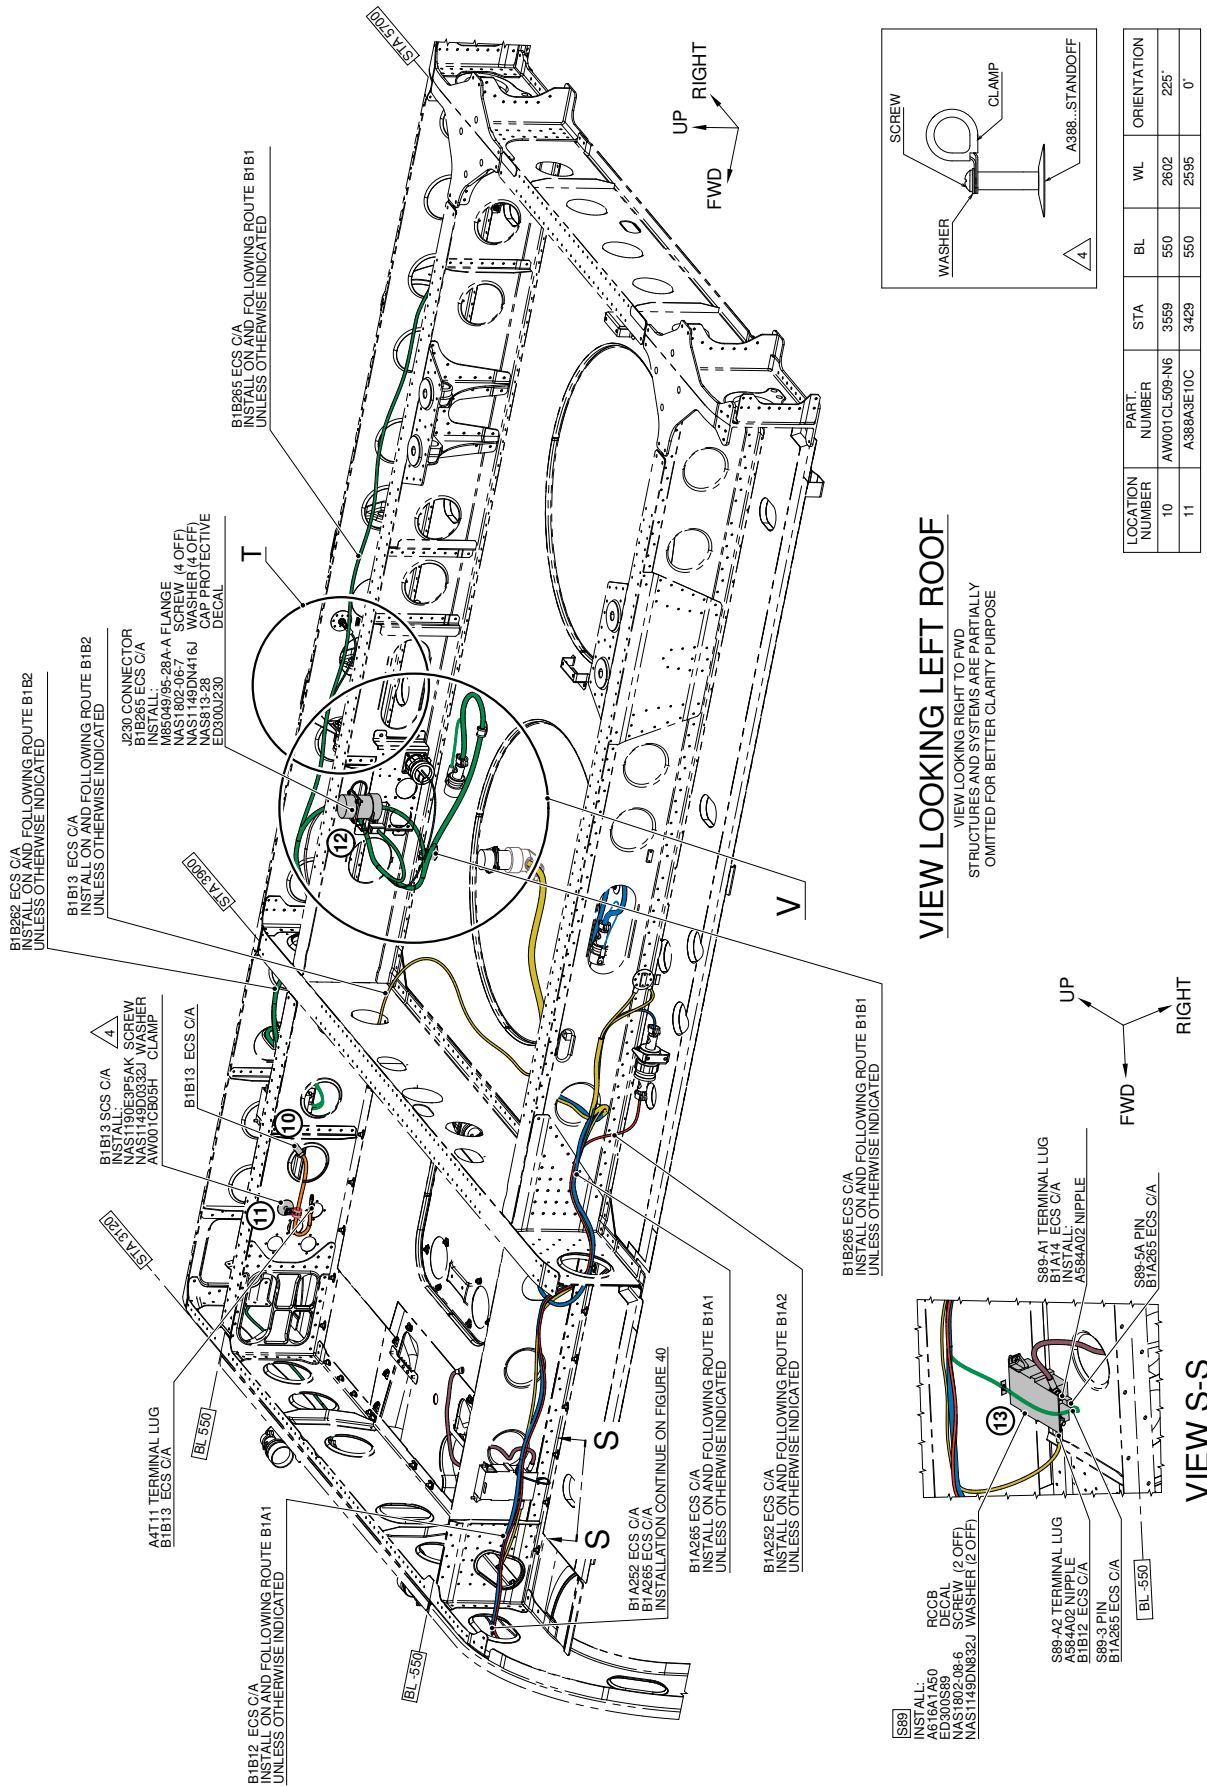 STA 5700
B1B265 ECS C/A
INSTALL ON AND FOLLOWING ROUTE B1B1
UNLESS OTHERWISE INDICATED
UP
RIGHT
FWD
T
J230 CONNECTOR
B1B265 ECS C/A
INSTALL:
M85049/95-28A-A FLANGE
NAS1802-06-7 SCREW (4 OFF)
NAS1149DN416J WASHER (4 OFF)
NAS813-28 CAP PROTECTIVE
ED300J230 DECAL
B1B262 ECS C/A
INSTALL ON AND FOLLOWING ROUTE B1B2
UNLESS OTHERWISE INDICATED
B1B13 ECS C/A
INSTALL ON AND FOLLOWING ROUTE B1B2
UNLESS OTHERWISE INDICATED
STA 3900
4
B1B13 SCS C/A
INSTALL:
NAS1190E3P5AK SCREW
NAS1149D0332J WASHER
AW001CB05H CLAMP
B1B13 ECS C/A
10
11
12
STA 3120
A4T11 TERMINAL LUG
B1B13 ECS C/A
BL 550
B1B12 ECS C/A
INSTALL ON AND FOLLOWING ROUTE B1A1
UNLESS OTHERWISE INDICATED
BL -550
S
S
V
B1A252 ECS C/A
B1A265 ECS C/A
INSTALLATION CONTINUE ON FIGURE 40
B1A265 ECS C/A
INSTALL ON AND FOLLOWING ROUTE B1A1
UNLESS OTHERWISE INDICATED
B1A252 ECS C/A
INSTALL ON AND FOLLOWING ROUTE B1A2
UNLESS OTHERWISE INDICATED
B1B265 ECS C/A
INSTALL ON AND FOLLOWING ROUTE B1B1
UNLESS OTHERWISE INDICATED
VIEW LOOKING LEFT ROOF
VIEW LOOKING RIGHT TO FWD
STRUCTURES AND SYSTEMS ARE PARTIALLY
OMITTED FOR BETTER CLARITY PURPOSE
SCREW
WASHER
CLAMP
A388...STANDOFF
4
LOCATION NUMBER PART. NUMBER STA BL WL ORIENTATION
10 AW001CL509-N6 3559 550 2602 225°
11 A388A3E10C 3429 550 2595 0°
UP
FWD
RIGHT
S89
INSTALL:
A616A1A50 RCCB
ED300S89 DECAL
NAS1802-08-6 SCREW (2 OFF)
NAS1149DN832J WASHER (2 OFF)
13
S89-A1 TERMINAL LUG
B1A14 ECS C/A
INSTALL:
A584A02 NIPPLE
S89-5A PIN
B1A265 ECS C/A
S89-A2 TERMINAL LUG
A584A02 NIPPLE
B1B12 ECS C/A
S89-3 PIN
B1A265 ECS C/A
BL -550
VIEW S-S